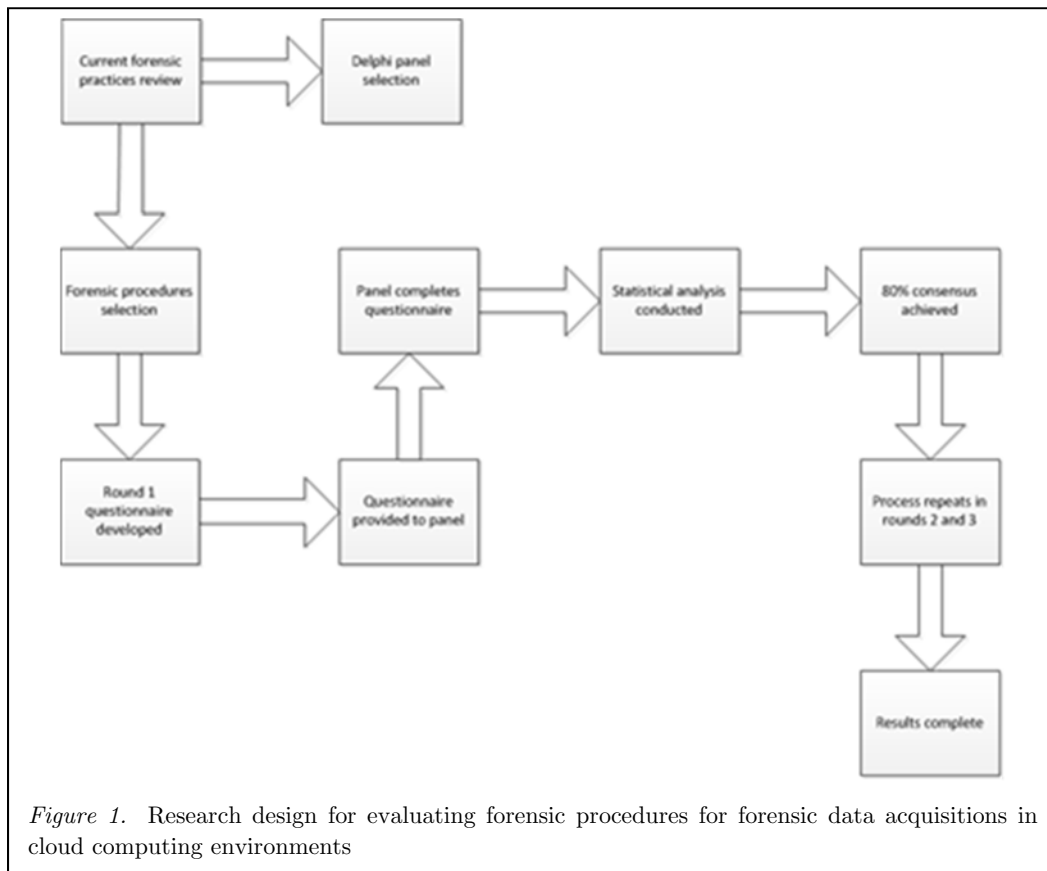 Current forensic
practices review
Delphi panel
selection
Forensic procedures
selection
Panel completes
questionnaire
Statistical analysis
conducted
80% consensus
achieved
Round 1
questionnaire
developed
Questionnaire
provided to panel
Process repeats in
rounds 2 and 3
Results complete
Figure 1. Research design for evaluating forensic procedures for forensic data acquisitions in
cloud computing environments